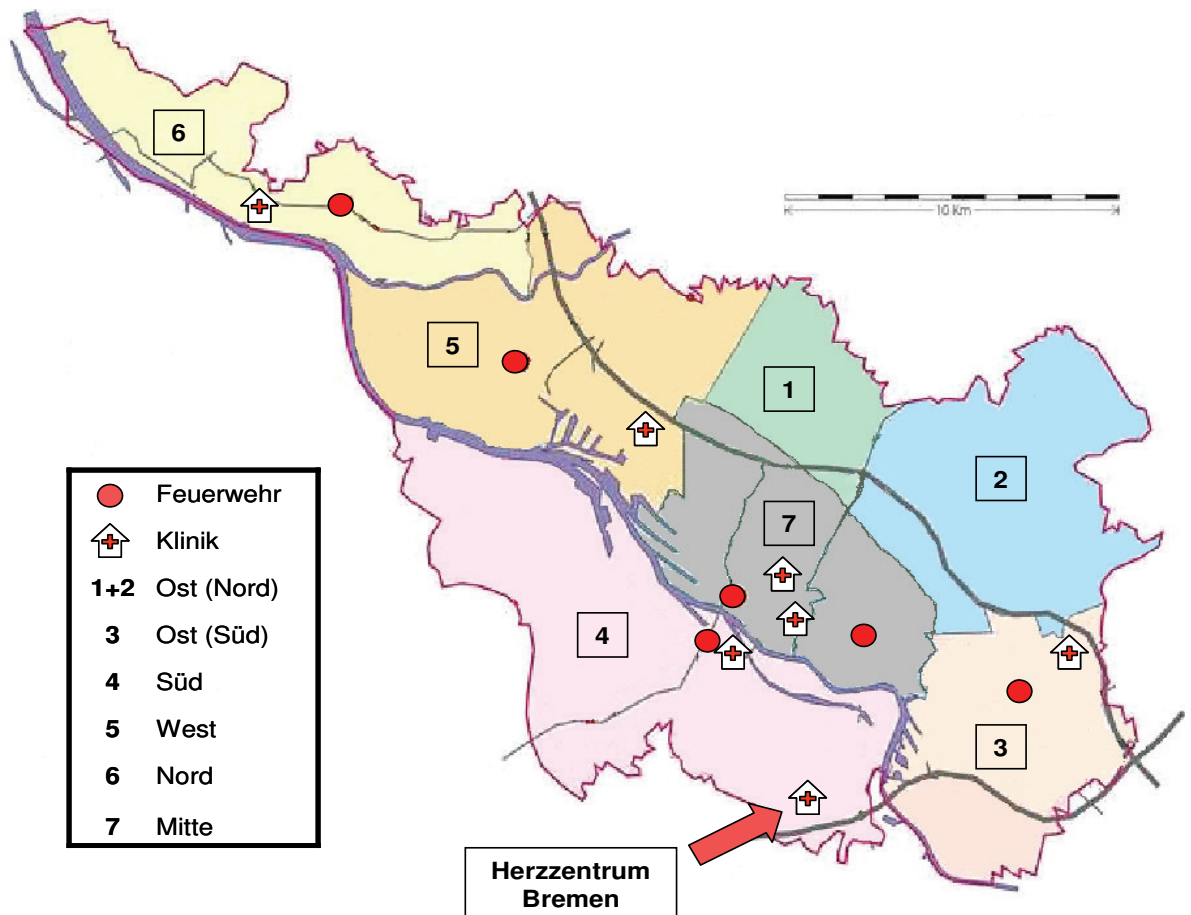 6
10 Km
5
1
2
7
4
3
Feuerwehr
Klinik
1+2 Ost (Nord)
3 Ost (Süd)
4 Süd
5 West
6 Nord
7 Mitte
Herzzentrum
Bremen